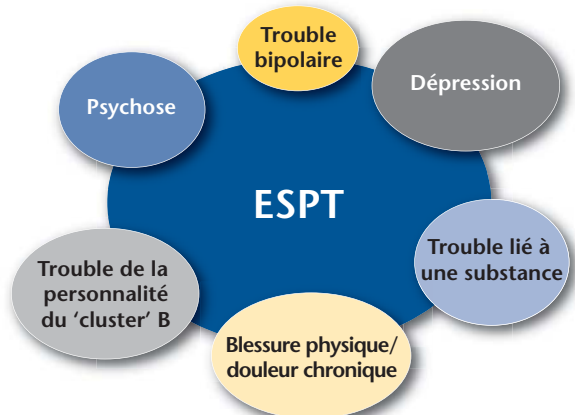 Trouble
bipolaire
Dépression
Psychose
ESPT
Trouble lié à
une substance
Trouble de la
personnalité
du ‘cluster’ B
Blessure physique/
douleur chronique